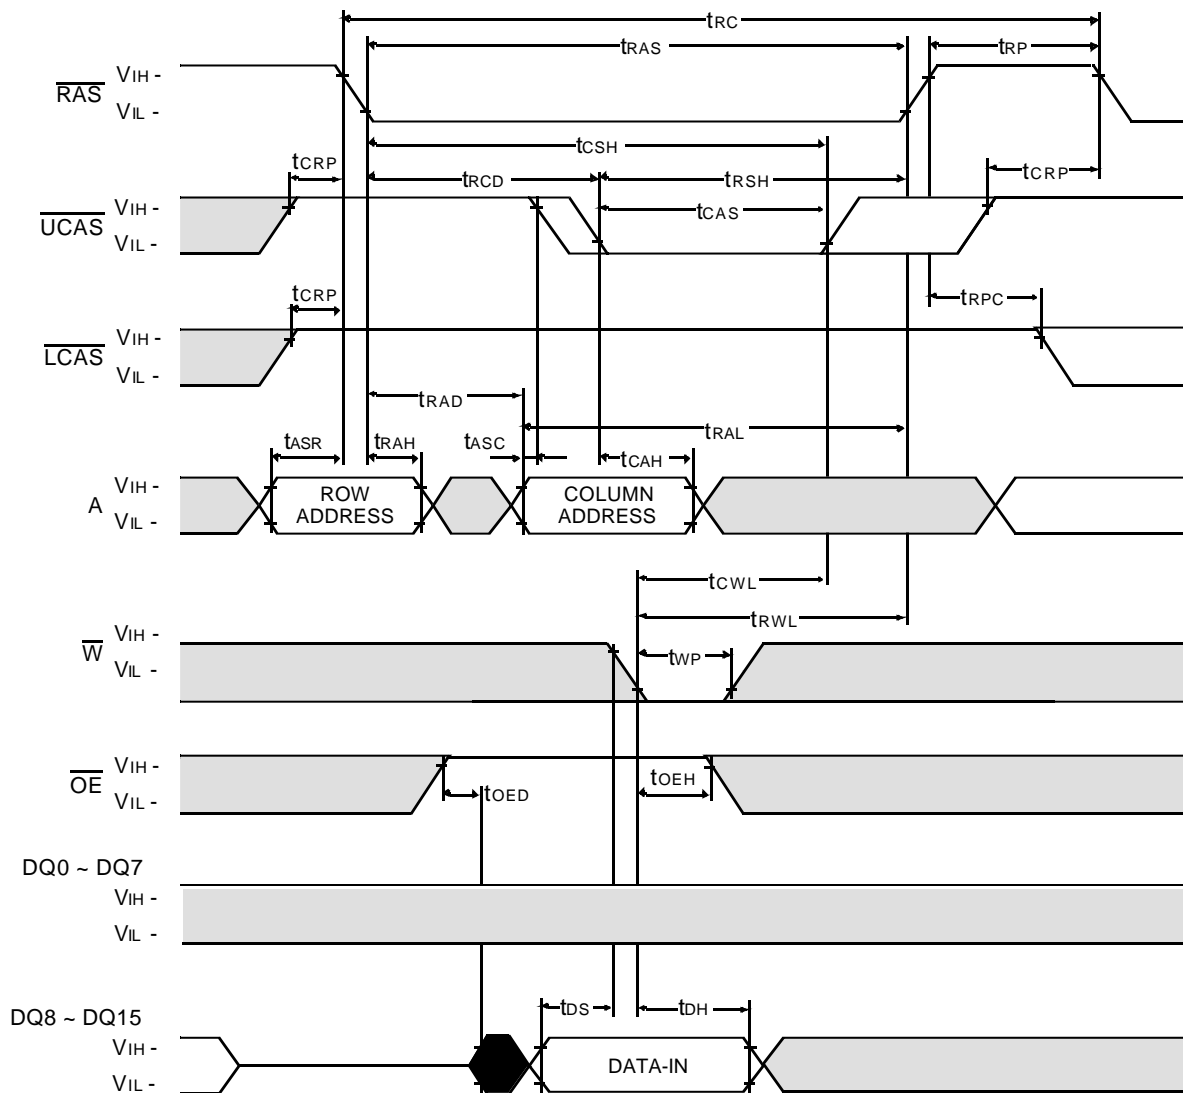 tRC
tRAS tRP
RAS VIH -
VIL -
tCSH
tCRP tRCD tRSH tCRP
UCAS VIH - tCAS
VIL -
tCRP tRPC
LCAS VIH -
VIL -
tRAD
tRAL
tASR tRAH tASC tCAH
A VIH - ROW ADDRESS COLUMN ADDRESS
VIL -
tCWL
tRWL
W VIH -
VIL - tWP
OE VIH -
VIL - tOED tOEH
DQ0 ~ DQ7
VIH -
VIL -
tDS tDH
DQ8 ~ DQ15
VIH -
DATA-IN
VIL -